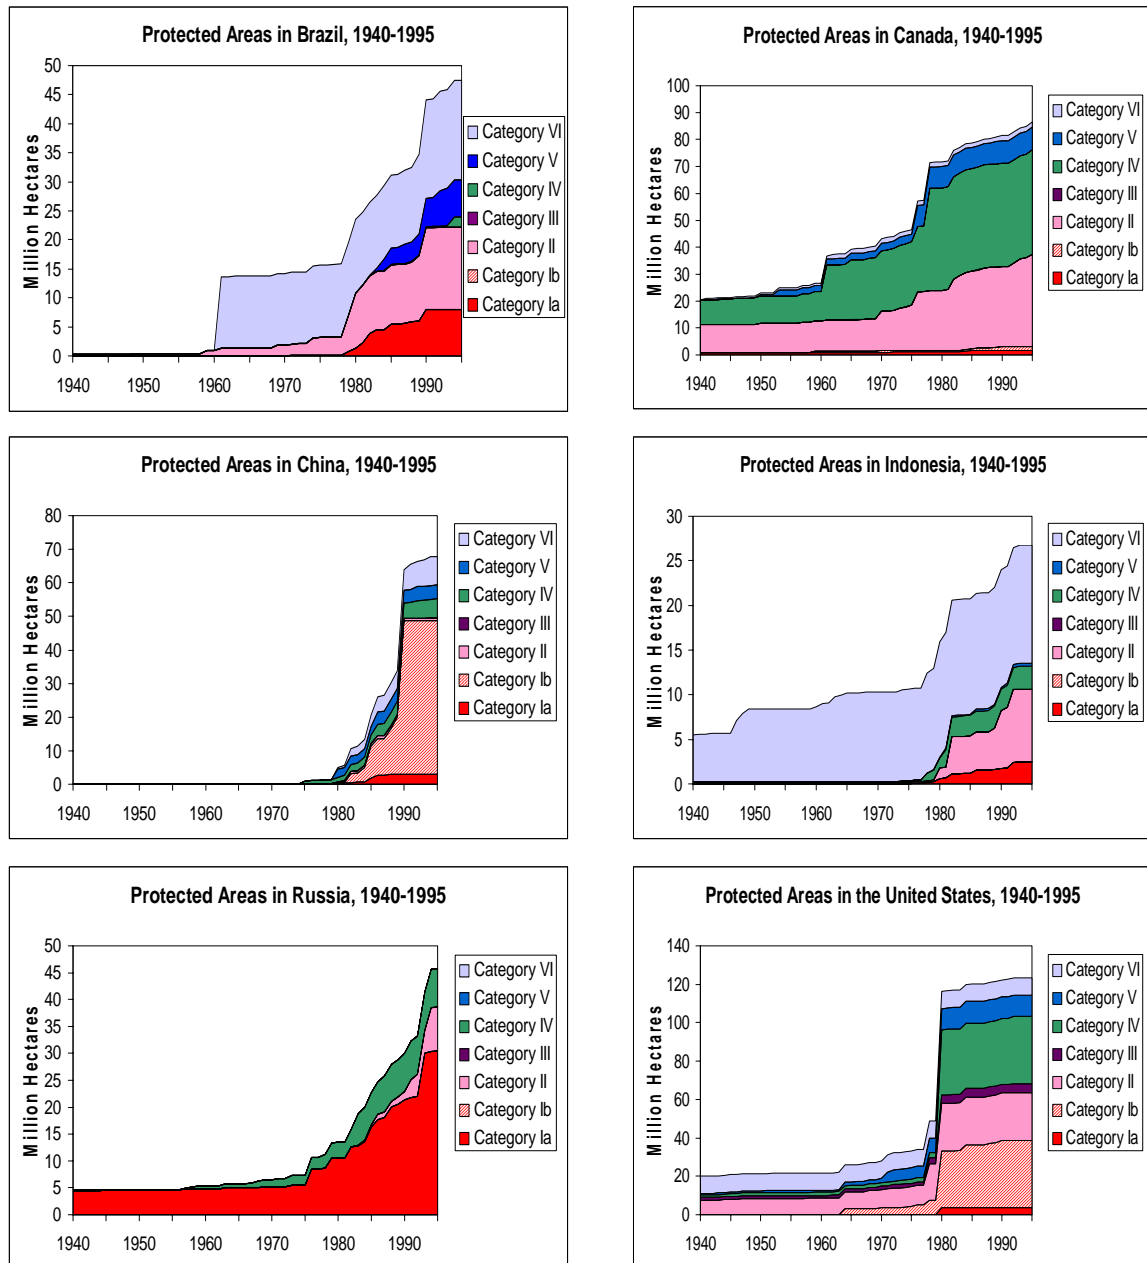 Protected Areas in Brazil, 1940-1995
Million Hectares
50
45
40
35
30
25
20
15
10
5
0
1940 1950 1960 1970 1980 1990
Category VI
Category V
Category IV
Category III
Category II
Category Ib
Category Ia
Protected Areas in Canada, 1940-1995
Million Hectares
100
90
80
70
60
50
40
30
20
10
0
1940 1950 1960 1970 1980 1990
Category VI
Category V
Category IV
Category III
Category II
Category Ib
Category Ia
Protected Areas in China, 1940-1995
Million Hectares
80
70
60
50
40
30
20
10
0
1940 1950 1960 1970 1980 1990
Category VI
Category V
Category IV
Category III
Category II
Category Ib
Category Ia
Protected Areas in Indonesia, 1940-1995
Million Hectares
30
25
20
15
10
5
0
1940 1950 1960 1970 1980 1990
Category VI
Category V
Category IV
Category III
Category II
Category Ib
Category Ia
Protected Areas in Russia, 1940-1995
Million Hectares
50
45
40
35
30
25
20
15
10
5
0
1940 1950 1960 1970 1980 1990
Category VI
Category V
Category IV
Category III
Category II
Category Ib
Category Ia
Protected Areas in the United States, 1940-1995
Million Hectares
140
120
100
80
60
40
20
0
1940 1950 1960 1970 1980 1990
Category VI
Category V
Category IV
Category III
Category II
Category Ib
Category Ia